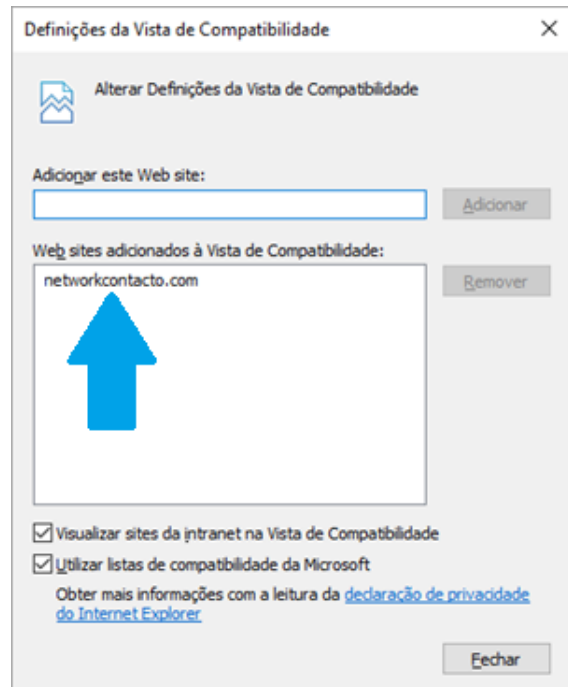 Definições da Vista de Compatibilidade
Alterar Definições da Vista de Compatibilidade
Adicionar este Web site:
Adicionar
Web sites adicionados à Vista de Compatibilidade:
networkcontacto.com
Remover
Visualizar sites da intranet na Vista de Compatibilidade
Utilizar listas de compatibilidade da Microsoft
Obter mais informações com a leitura da declaração de privacidade
do Internet Explorer
Fechar